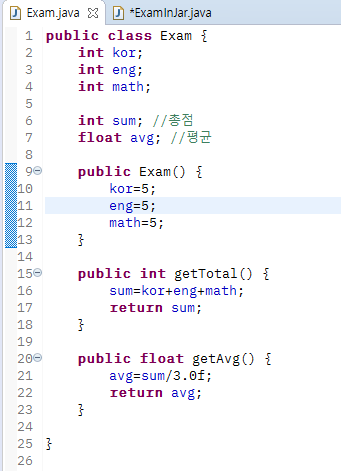 Exam.java *ExamInJar.java
1 public class Exam {
2 int kor;
3 int eng;
4 int math;
5
6 int sum; //총점
7 float avg; //평균
8
9 public Exam() {
10 kor=5;
11 eng=5;
12 math=5;
13 }
14
15 public int getTotal() {
16 sum=kor+eng+math;
17 return sum;
18 }
19
20 public float getAvg() {
21 avg=sum/3.0f;
22 return avg;
23 }
24
25 }
26